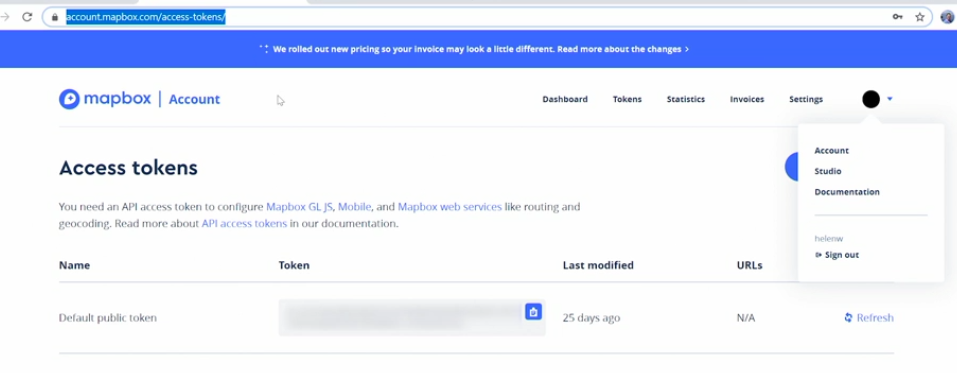 account.mapbox.com/access-tokens/
We rolled out new pricing so your invoice may look a little different. Read more about the changes >
mapbox | Account
Dashboard Tokens Statistics Invoices Settings
Account
Studio
Documentation
helenw
Sign out
Access tokens
You need an API access token to configure Mapbox GL JS, Mobile, and Mapbox web services like routing and
geocoding. Read more about API access tokens in our documentation.
Name Token Last modified URLs
Default public token 25 days ago N/A Refresh